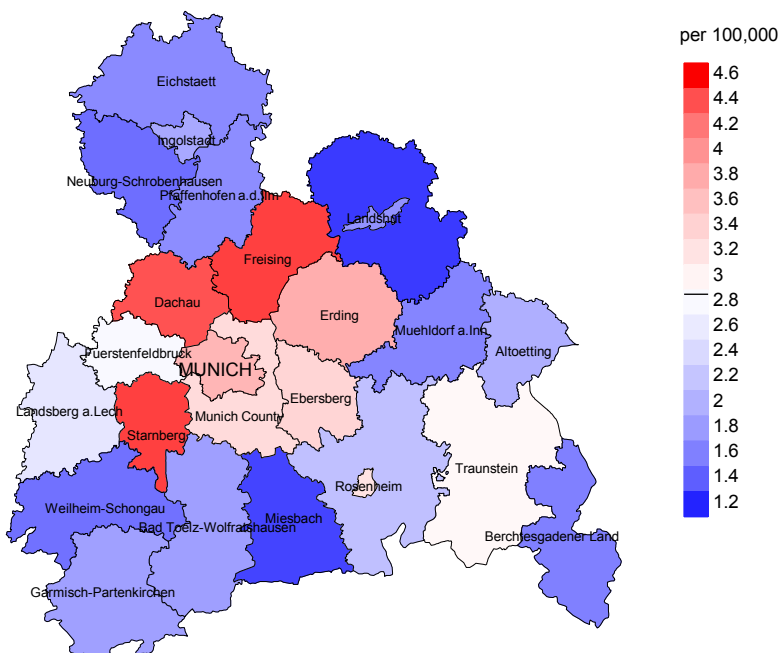 per 100,000
4.6
4.4
4.2
4
3.8
3.6
3.4
3.2
3
2.8
2.6
2.4
2.2
2
1.8
1.6
1.4
1.2
Eichstaett
Ingolstadt
Neuburg-Schrobenhausen
Pfaffenhofen a.d.Ilm
Landshut
Freising
Dachau
Erding
Muehldorf a.Inn
Altoetting
Fuerstenfeldbruck
MUNICH
Ebersberg
Landsberg a.Lech
Munich County
Starnberg
Traunstein
Rosenheim
Weilheim-Schongau
Miesbach
Bad Toelz-Wolfratshausen
Berchtesgadener Land
Garmisch-Partenkirchen